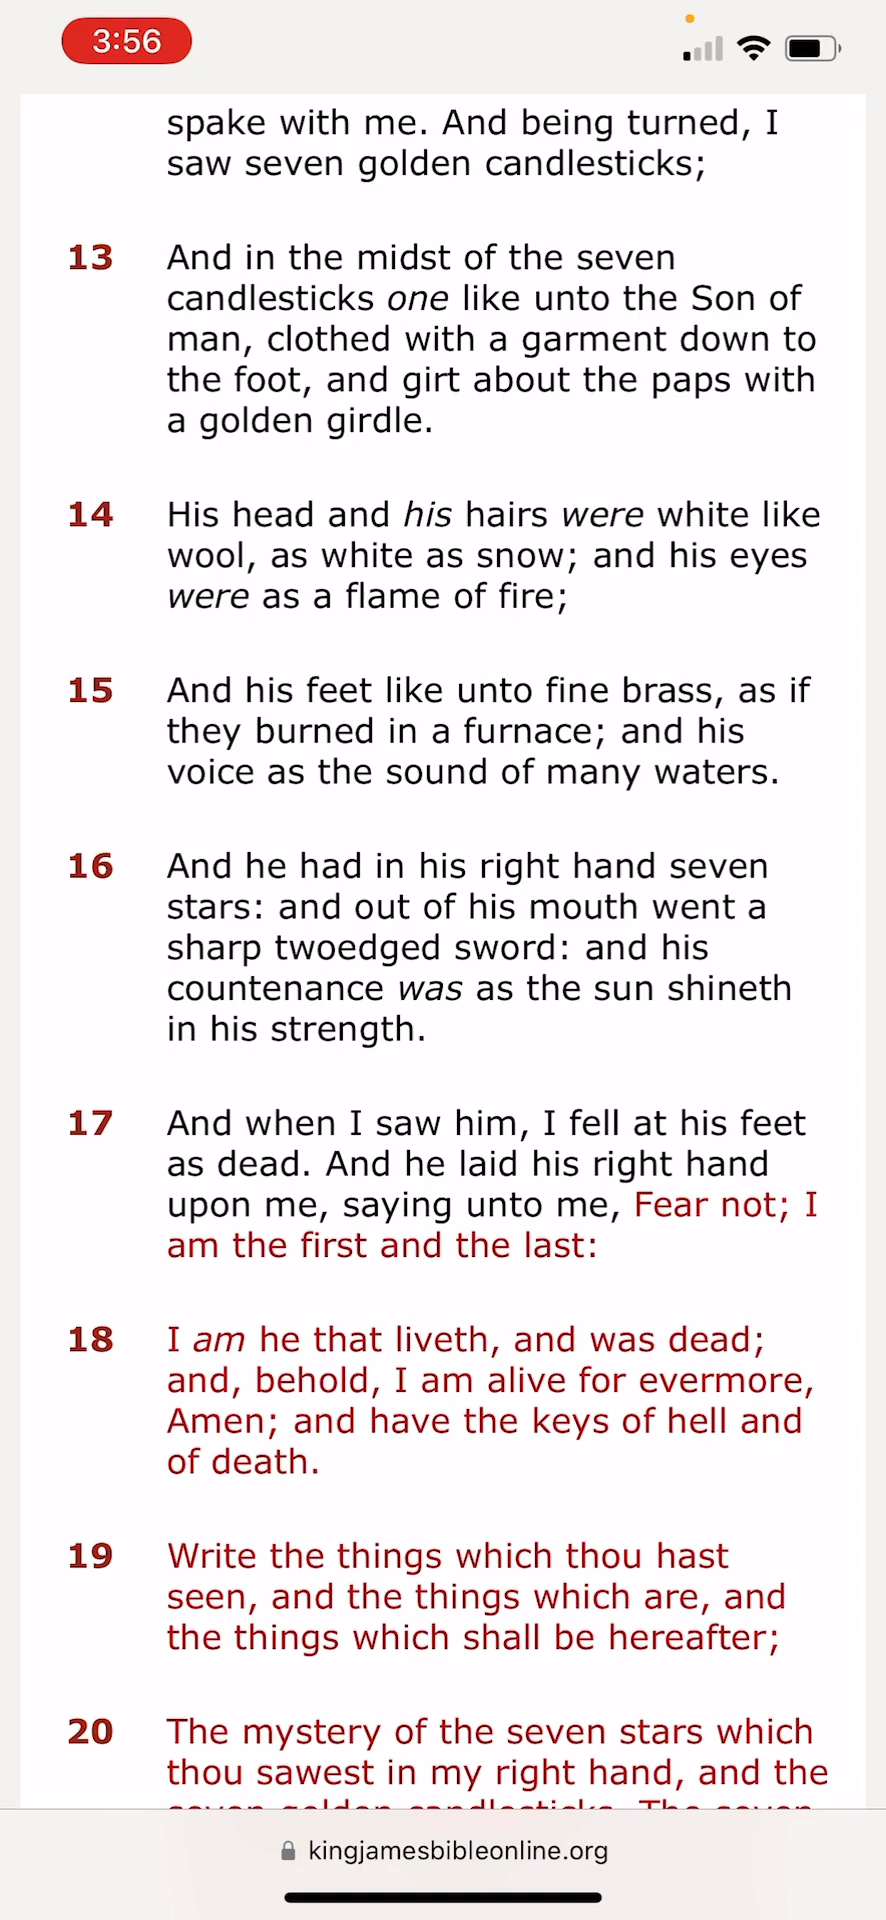 3:56
spake with me. And being turned, I
saw seven golden candlesticks;
13 And in the midst of the seven
candlesticks one like unto the Son of
man, clothed with a garment down to
the foot, and girt about the paps with
a golden girdle.
14 His head and his hairs were white like
wool, as white as snow; and his eyes
were as a flame of fire;
15 And his feet like unto fine brass, as if
they burned in a furnace; and his
voice as the sound of many waters.
16 And he had in his right hand seven
stars: and out of his mouth went a
sharp twoedged sword: and his
countenance was as the sun shineth
in his strength.
17 And when I saw him, I fell at his feet
as dead. And he laid his right hand
upon me, saying unto me, Fear not; I
am the first and the last:
18 I am he that liveth, and was dead;
and, behold, I am alive for evermore,
Amen; and have the keys of hell and
of death.
19 Write the things which thou hast
seen, and the things which are, and
the things which shall be hereafter;
20 The mystery of the seven stars which
thou sawest in my right hand, and the
seven golden candlesticks. The seven
kingjamesbibleonline.org